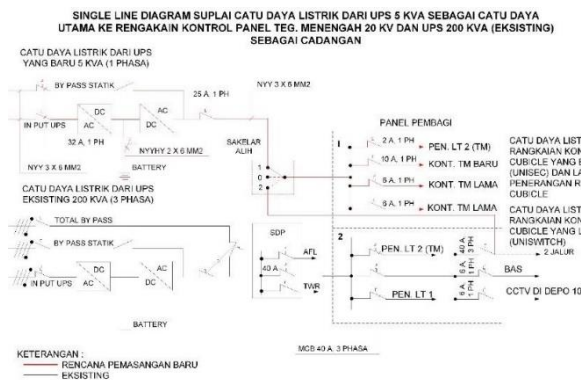 SINGLE LINE DIAGRAM SUPLAI CATU DAYA LISTRIK DARI UPS 5 KVA SEBAGAI CATU DAYA
UTAMA KE RENGAKAIN KONTROL PANEL TEG. MENENGAH 20 KV DAN UPS 200 KVA (EKSISTING)
SEBAGAI CADANGAN
CATU DAYA LISTRIK DARI UPS
YANG BARU 5 KVA (1 PHASA)
BY PASS STATIK
25 A, 1 PH
NYY 3 X 6 MM2
DC
AC
AC
DC
IN PUT UPS
32 A, 1 PH
NYYHY 2 X 6 MM2
NYY 3 X 6 MM2
BATTERY
SAKELAR
ALIH
1
0
2
PANEL PEMBAGI
1
2 A, 1 PH
PEN. LT 2 (TM)
10 A, 1 PH
KONT. TM BARU
6 A, 1 PH
KONT. TM LAMA
6 A, 1 PH
KONT. TM LAMA
CATU DAYA LIST
RANGKAIAN KON
CUBICLE YANG B
(UNISEC) DAN LA
PENERANGAN R
CUBICLE
CATU DAYA LIST
RANGKAIAN KON
CUBICLE YANG L
(UNISWITCH)
2 JALUR
CATU DAYA LISTRIK DARI UPS
EKSISTING 200 KVA (3 PHASA)
TOTAL BY PASS
BY PASS STATIK
DC
AC
AC
DC
IN PUT UPS
BATTERY
SDP
AFL
40 A
TWR
2
PEN. LT 2 (TM)
40 A, 3 PH
6 A, 1 PH
BAS
PEN. LT 1
6 A, 1 PH
CCTV DI DEPO 10
MCB 40 A, 3 PHASA
KETERANGAN :
RENCANA PEMASANGAN BARU
EKSISTING